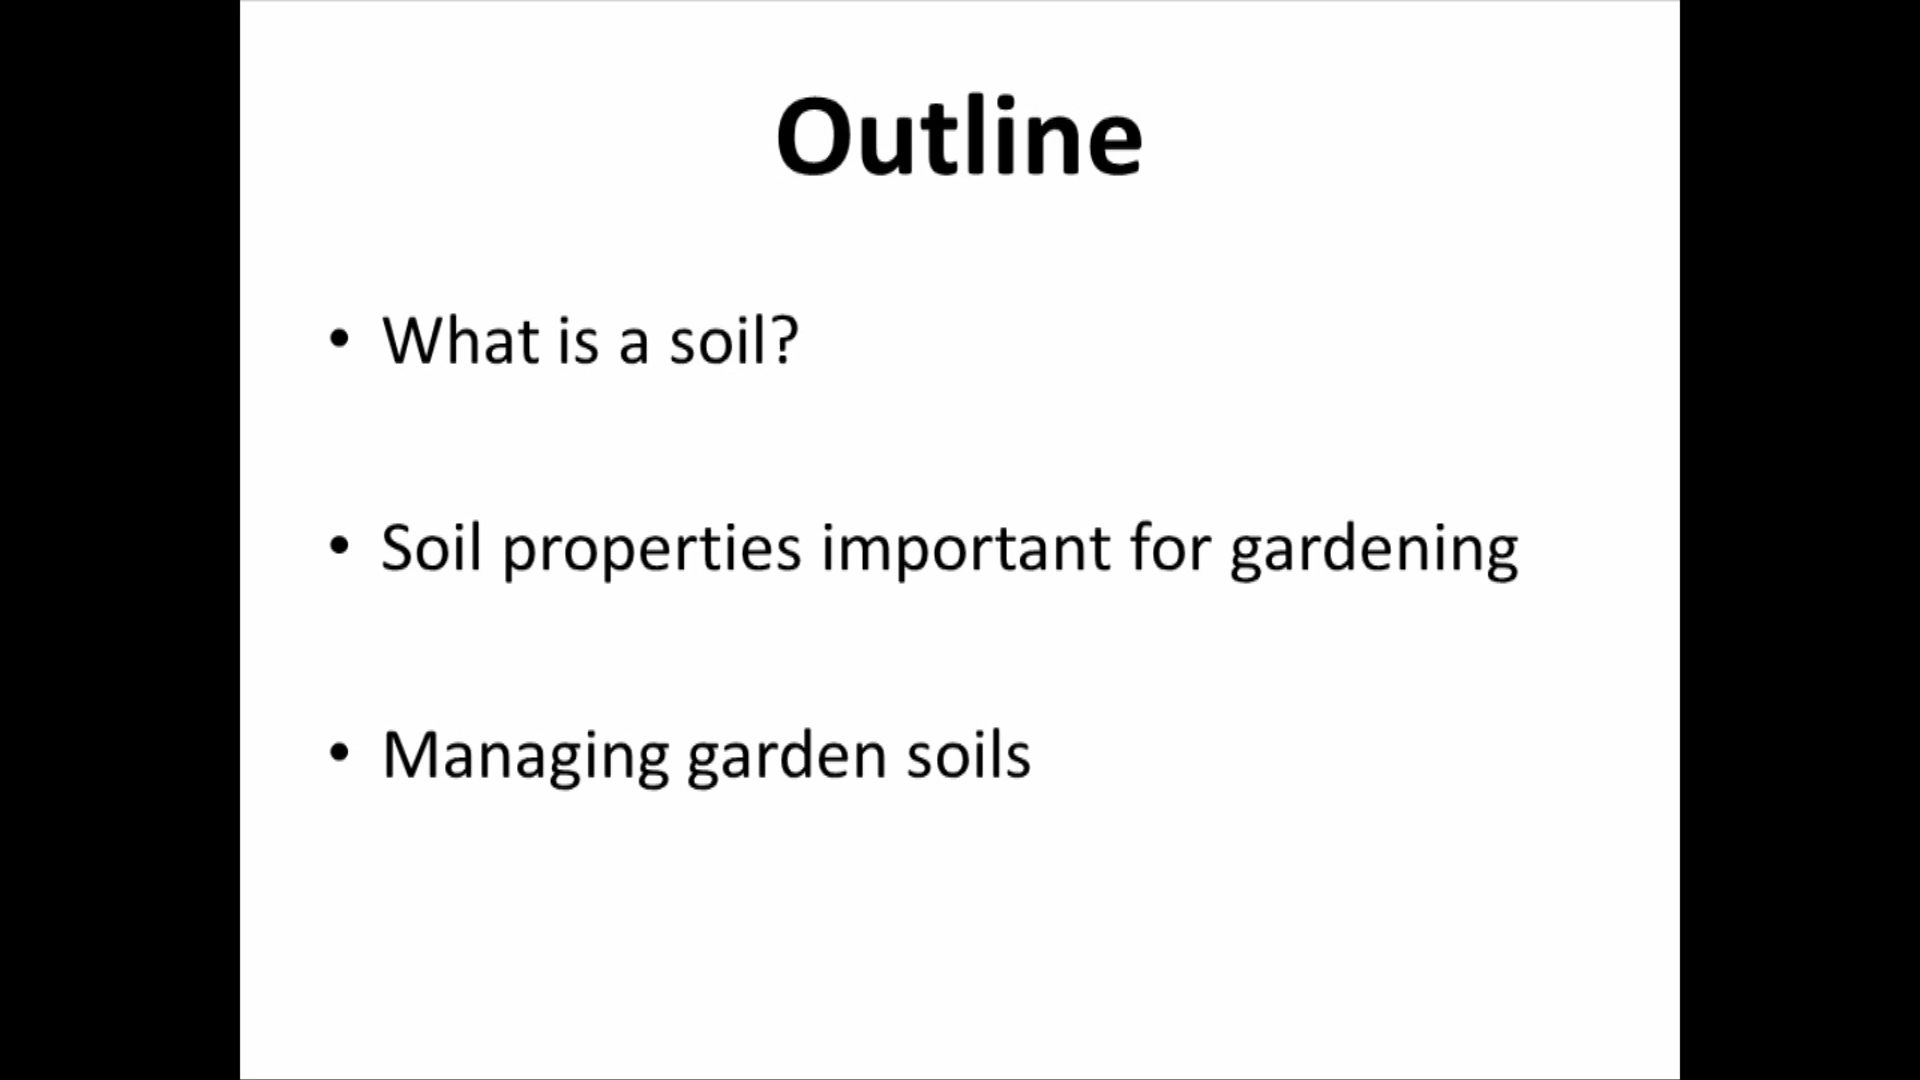 Outline
• What is a soil?
• Soil properties important for gardening
• Managing garden soils